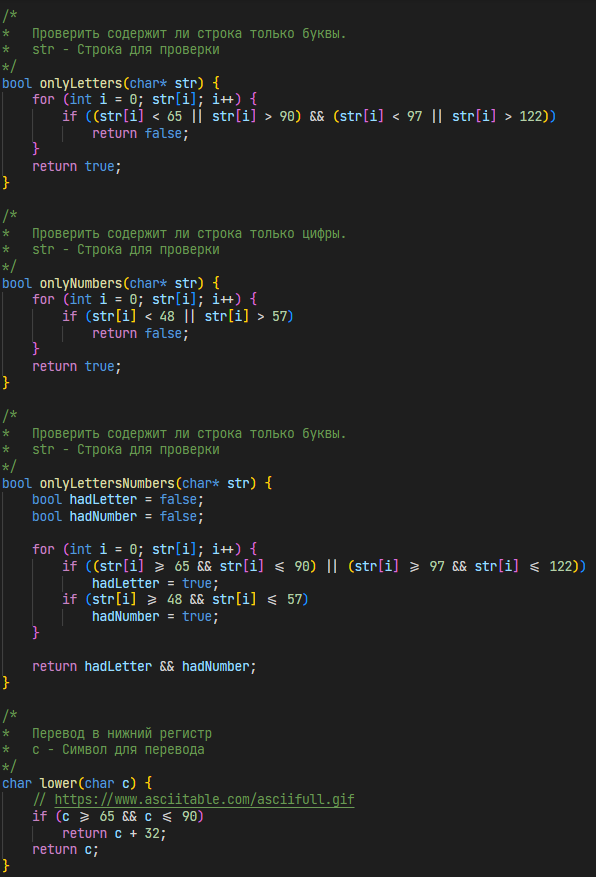 /*
*   Проверить содержит ли строка только буквы.
*   str - Строка для проверки
*/
bool onlyLetters(char* str) {
    for (int i = 0; str[i]; i++) {
        if ((str[i] < 65 || str[i] > 90) && (str[i] < 97 || str[i] > 122))
            return false;
    }
    return true;
}

/*
*   Проверить содержит ли строка только цифры.
*   str - Строка для проверки
*/
bool onlyNumbers(char* str) {
    for (int i = 0; str[i]; i++) {
        if (str[i] < 48 || str[i] > 57)
            return false;
    }
    return true;
}

/*
*   Проверить содержит ли строка только буквы.
*   str - Строка для проверки
*/
bool onlyLettersNumbers(char* str) {
    bool hadLetter = false;
    bool hadNumber = false;

    for (int i = 0; str[i]; i++) {
        if ((str[i] >= 65 && str[i] <= 90) || (str[i] >= 97 && str[i] <= 122))
            hadLetter = true;
        if (str[i] >= 48 && str[i] <= 57)
            hadNumber = true;
    }

    return hadLetter && hadNumber;
}

/*
*   Перевод в нижний регистр
*   c - Символ для перевода
*/
char lower(char c) {
    // https://www.asciitable.com/asciifull.gif
    if (c >= 65 && c <= 90)
        return c + 32;
    return c;
}